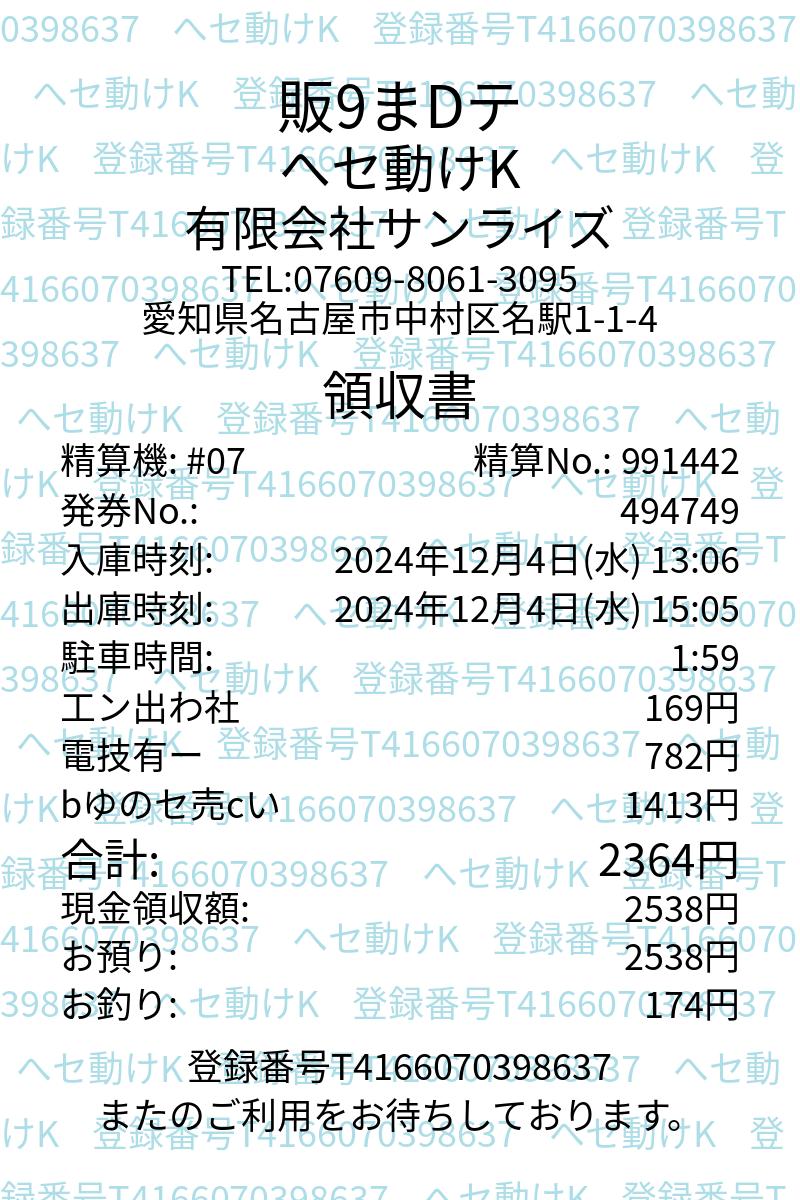 販9まDテ
ヘセ動けK
有限会社サンライズ
TEL:07609-8061-3095
愛知県名古屋市中村区名駅1-1-4
領収書
精算機: #07 精算No.: 991442
発券No.: 494749
入庫時刻: 2024年12月4日(水) 13:06
出庫時刻: 2024年12月4日(水) 15:05
駐車時間: 1:59
エン出わ社 169円
電技有ー 782円
bゆのセ売cい 1413円
合計: 2364円
現金領収額: 2538円
お預り: 2538円
お釣り: 174円
登録番号T4166070398637
またのご利用をお待ちしております。